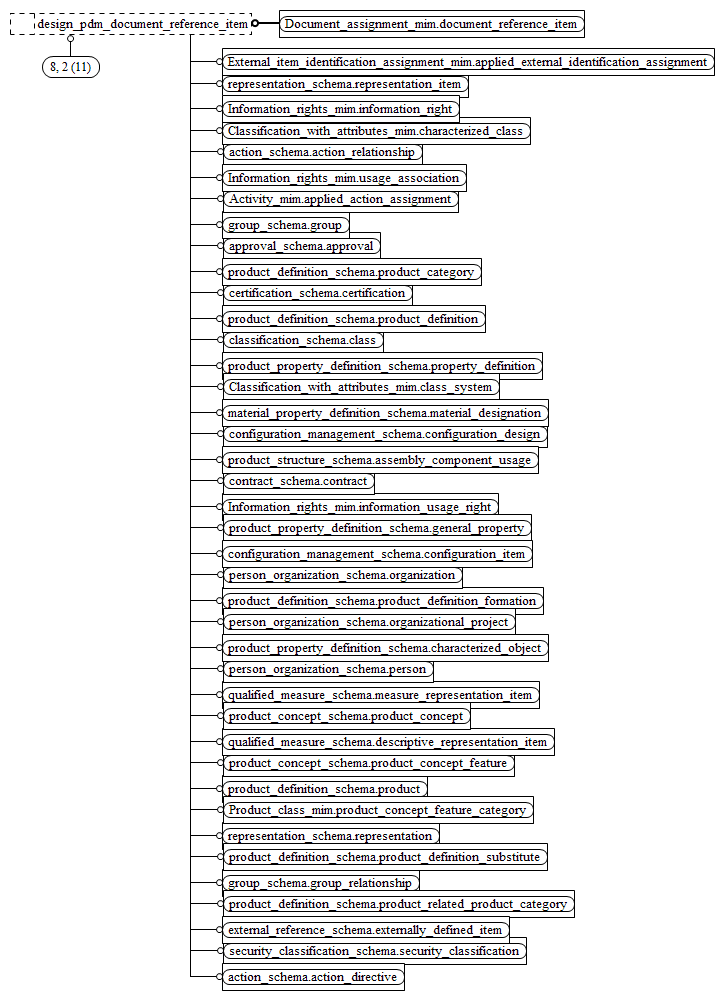 design_pdm_document_reference_item
Document_assignment_mim.document_reference_item
8, 2 (11)
External_item_identification_assignment_mim.applied_external_identification_assignment
representation_schema.representation_item
Information_rights_mim.information_right
Classification_with_attributes_mim.characterized_class
action_schema.action_relationship
Information_rights_mim.usage_association
Activity_mim.applied_action_assignment
group_schema.group
approval_schema.approval
product_definition_schema.product_category
certification_schema.certification
product_definition_schema.product_definition
classification_schema.class
product_property_definition_schema.property_definition
Classification_with_attributes_mim.class_system
material_property_definition_schema.material_designation
configuration_management_schema.configuration_design
product_structure_schema.assembly_component_usage
contract_schema.contract
Information_rights_mim.information_usage_right
product_property_definition_schema.general_property
configuration_management_schema.configuration_item
person_organization_schema.organization
product_definition_schema.product_definition_formation
person_organization_schema.organizational_project
product_property_definition_schema.characterized_object
person_organization_schema.person
qualified_measure_schema.measure_representation_item
product_concept_schema.product_concept
qualified_measure_schema.descriptive_representation_item
product_concept_schema.product_concept_feature
product_definition_schema.product
Product_class_mim.product_concept_feature_category
representation_schema.representation
product_definition_schema.product_definition_substitute
group_schema.group_relationship
product_definition_schema.product_related_product_category
external_reference_schema.externally_defined_item
security_classification_schema.security_classification
action_schema.action_directive